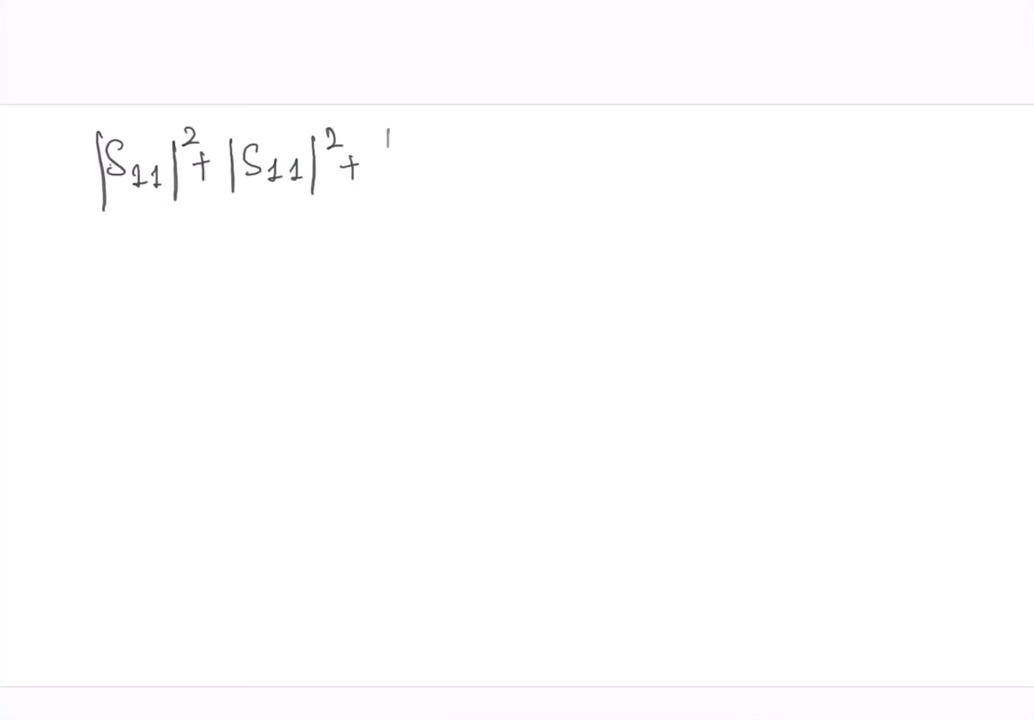 |S₁₁|² + |S₁₁|² +